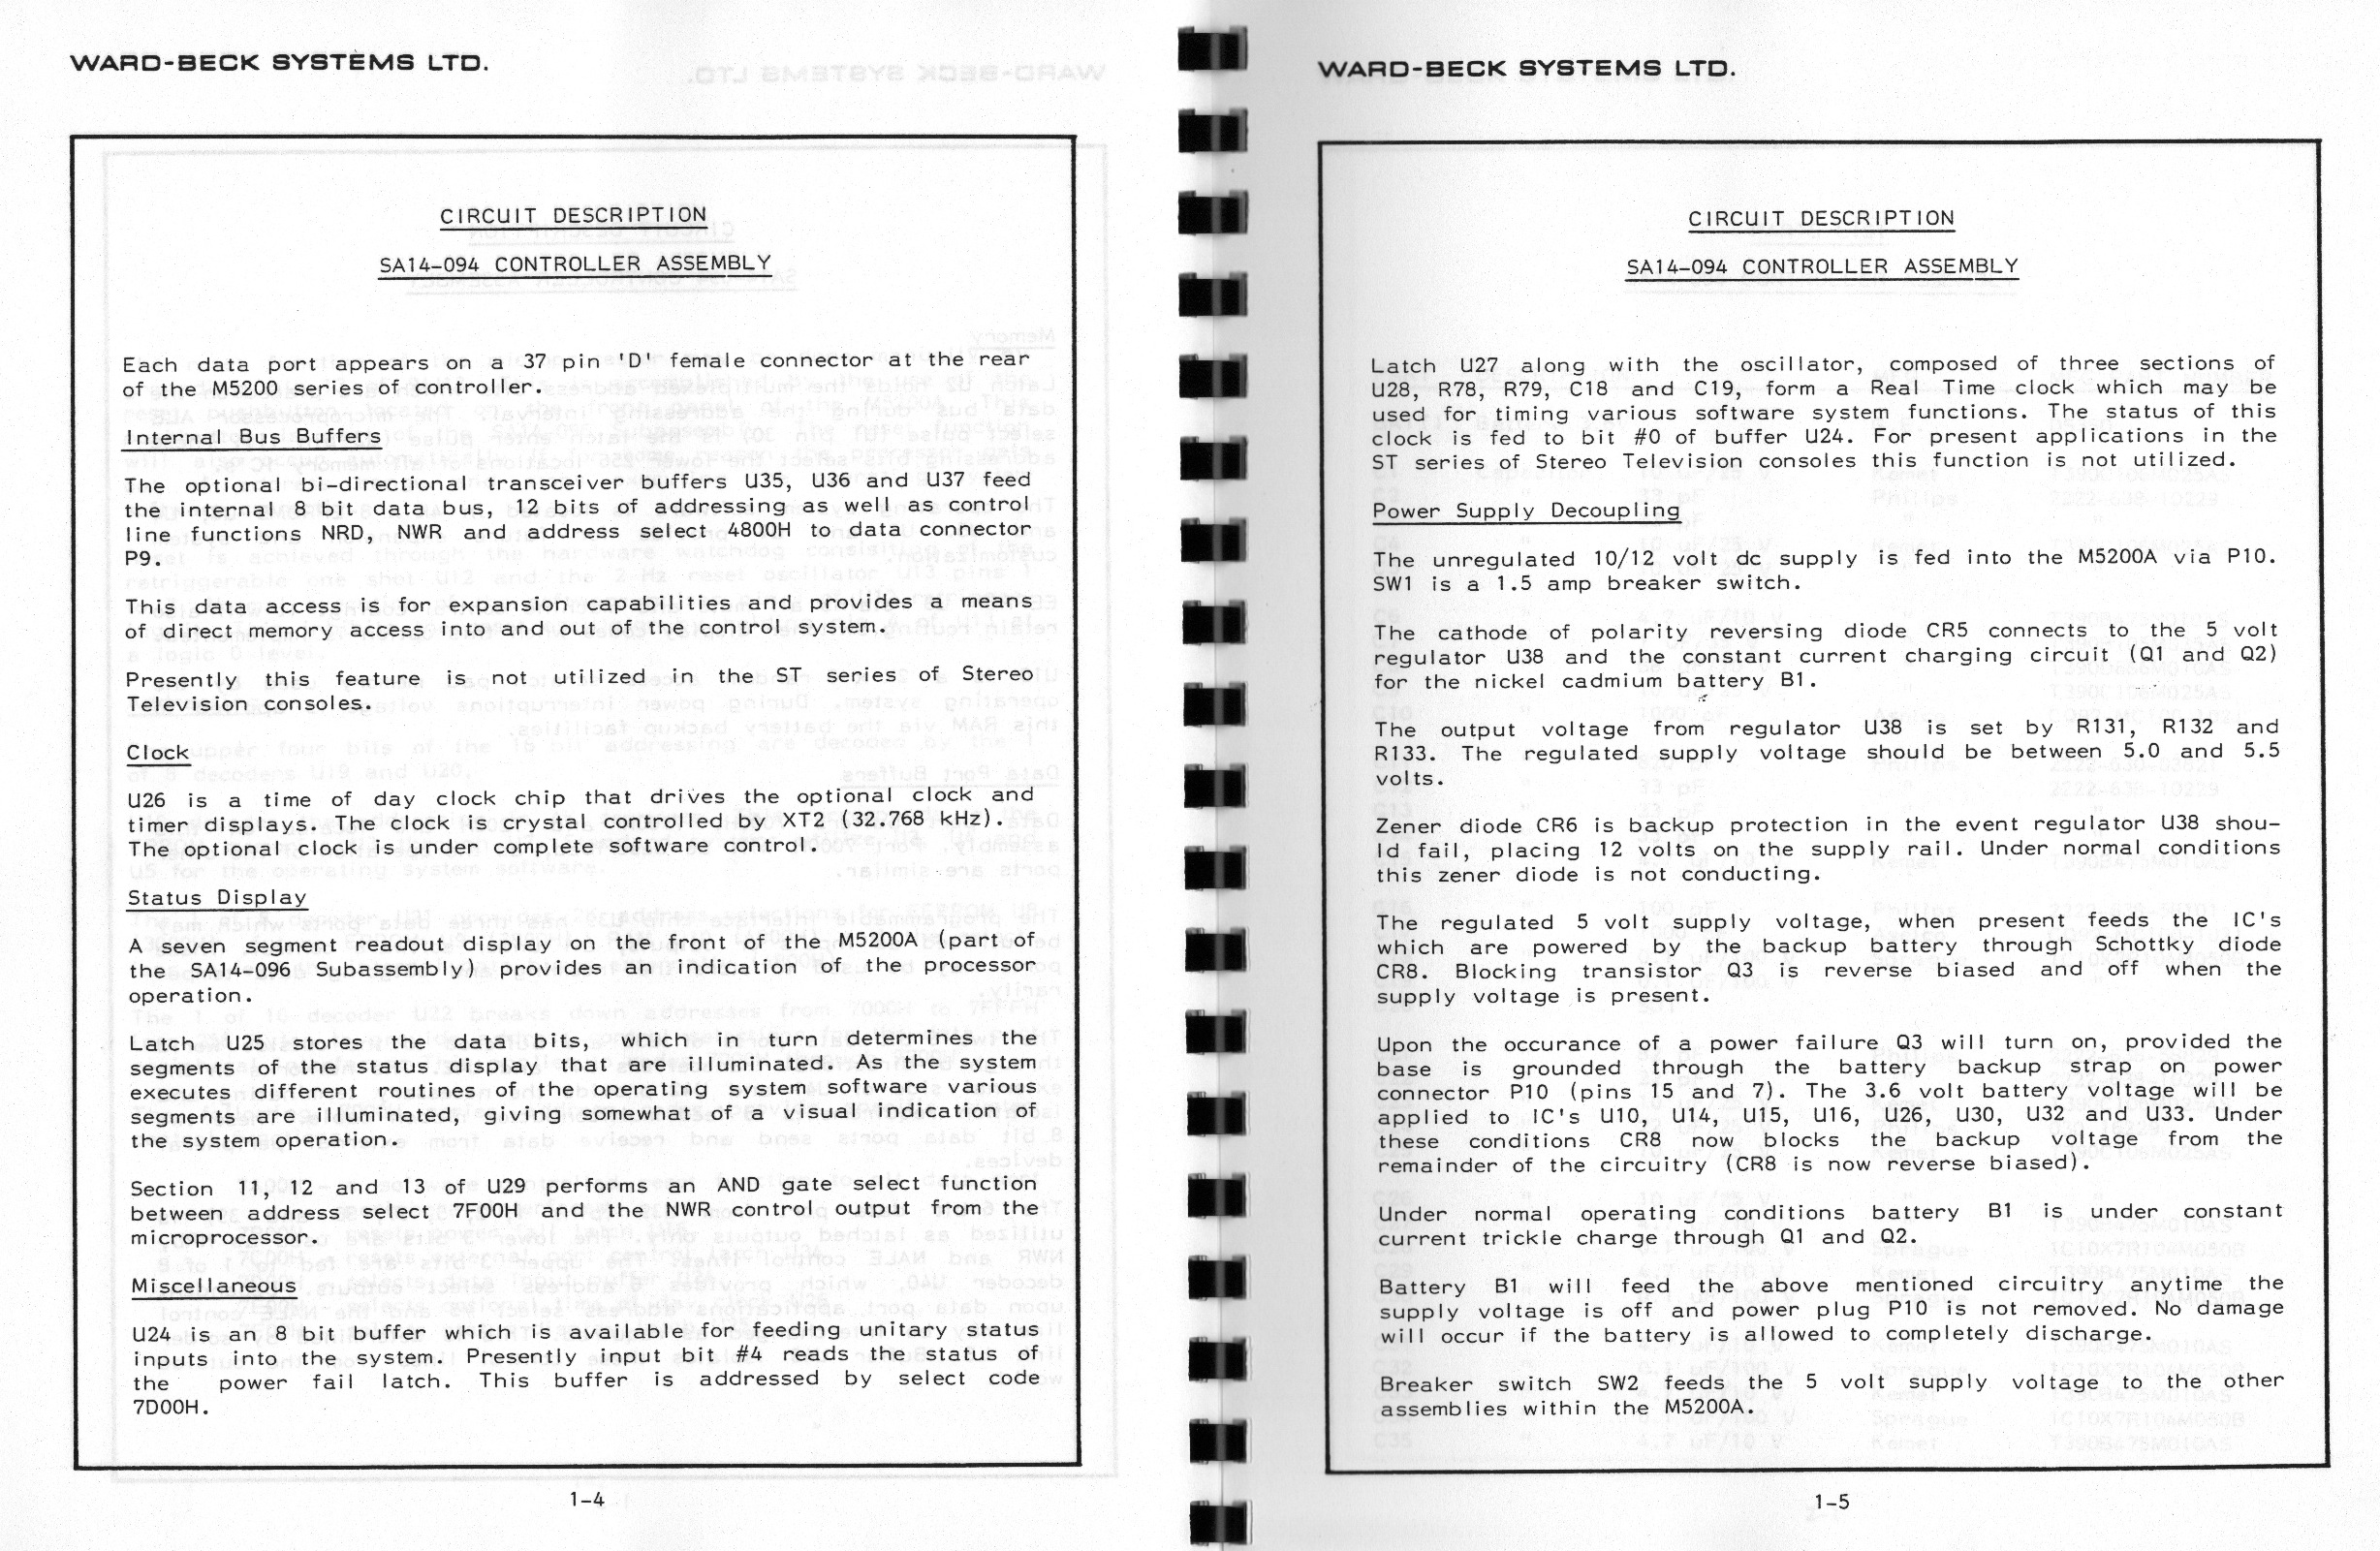 WARD-BECK SYSTEMS LTD.
CIRCUIT DESCRIPTION
SA14-094 CONTROLLER ASSEMBLY
Each data port appears on a 37 pin 'D' female connector at the rear
of the M5200 series of controller.
Internal Bus Buffers
The optional bi-directional transceiver buffers U35, U36 and U37 feed
the internal 8 bit data bus, 12 bits of addressing as well as control
line functions NRD, NWR and address select 4800H to data connector
P9.
This data access is for expansion capabilities and provides a means
of direct memory access into and out of the control system.
Presently this feature is not utilized in the ST series of Stereo
Television consoles.
Clock
U26 is a time of day clock chip that drives the optional clock and
timer displays. The clock is crystal controlled by XT2 (32.768 kHz).
The optional clock is under complete software control.
Status Display
A seven segment readout display on the front of the M5200A (part of
the SA14-096 Subassembly) provides an indication of the processor
operation.
Latch U25 stores the data bits, which in turn determines the
segments of the status display that are illuminated. As the system
executes different routines of the operating system software various
segments are illuminated, giving somewhat of a visual indication of
the system operation.
Section 11, 12 and 13 of U29 performs an AND gate select function
between address select 7F00H and the NWR control output from the
microprocessor.
Miscellaneous
U24 is an 8 bit buffer which is available for feeding unitary status
inputs into the system. Presently input bit #4 reads the status of
the power fail latch. This buffer is addressed by select code
7D00H.
1-4
WARD-BECK SYSTEMS LTD.
CIRCUIT DESCRIPTION
SA14-094 CONTROLLER ASSEMBLY
Latch U27 along with the oscillator, composed of three sections of
U28, R78, R79, C18 and C19, form a Real Time clock which may be
used for timing various software system functions. The status of this
clock is fed to bit #0 of buffer U24. For present applications in the
ST series of Stereo Television consoles this function is not utilized.
Power Supply Decoupling
The unregulated 10/12 volt dc supply is fed into the M5200A via P10.
SW1 is a 1.5 amp breaker switch.
The cathode of polarity reversing diode CR5 connects to the 5 volt
regulator U38 and the constant current charging circuit (Q1 and Q2)
for the nickel cadmium battery B1.
The output voltage from regulator U38 is set by R131, R132 and
R133. The regulated supply voltage should be between 5.0 and 5.5
volts.
Zener diode CR6 is backup protection in the event regulator U38 shou-
ld fail, placing 12 volts on the supply rail. Under normal conditions
this zener diode is not conducting.
The regulated 5 volt supply voltage, when present feeds the IC's
which are powered by the backup battery through Schottky diode
CR8. Blocking transistor Q3 is reverse biased and off when the
supply voltage is present.
Upon the occurance of a power failure Q3 will turn on, provided the
base is grounded through the battery backup strap on power
connector P10 (pins 15 and 7). The 3.6 volt battery voltage will be
applied to IC's U10, U14, U15, U16, U26, U30, U32 and U33. Under
these conditions CR8 now blocks the backup voltage from the
remainder of the circuitry (CR8 is now reverse biased).
Under normal operating conditions battery B1 is under constant
current trickle charge through Q1 and Q2.
Battery B1 will feed the above mentioned circuitry anytime the
supply voltage is off and power plug P10 is not removed. No damage
will occur if the battery is allowed to completely discharge.
Breaker switch SW2 feeds the 5 volt supply voltage to the other
assemblies within the M5200A.
1-5